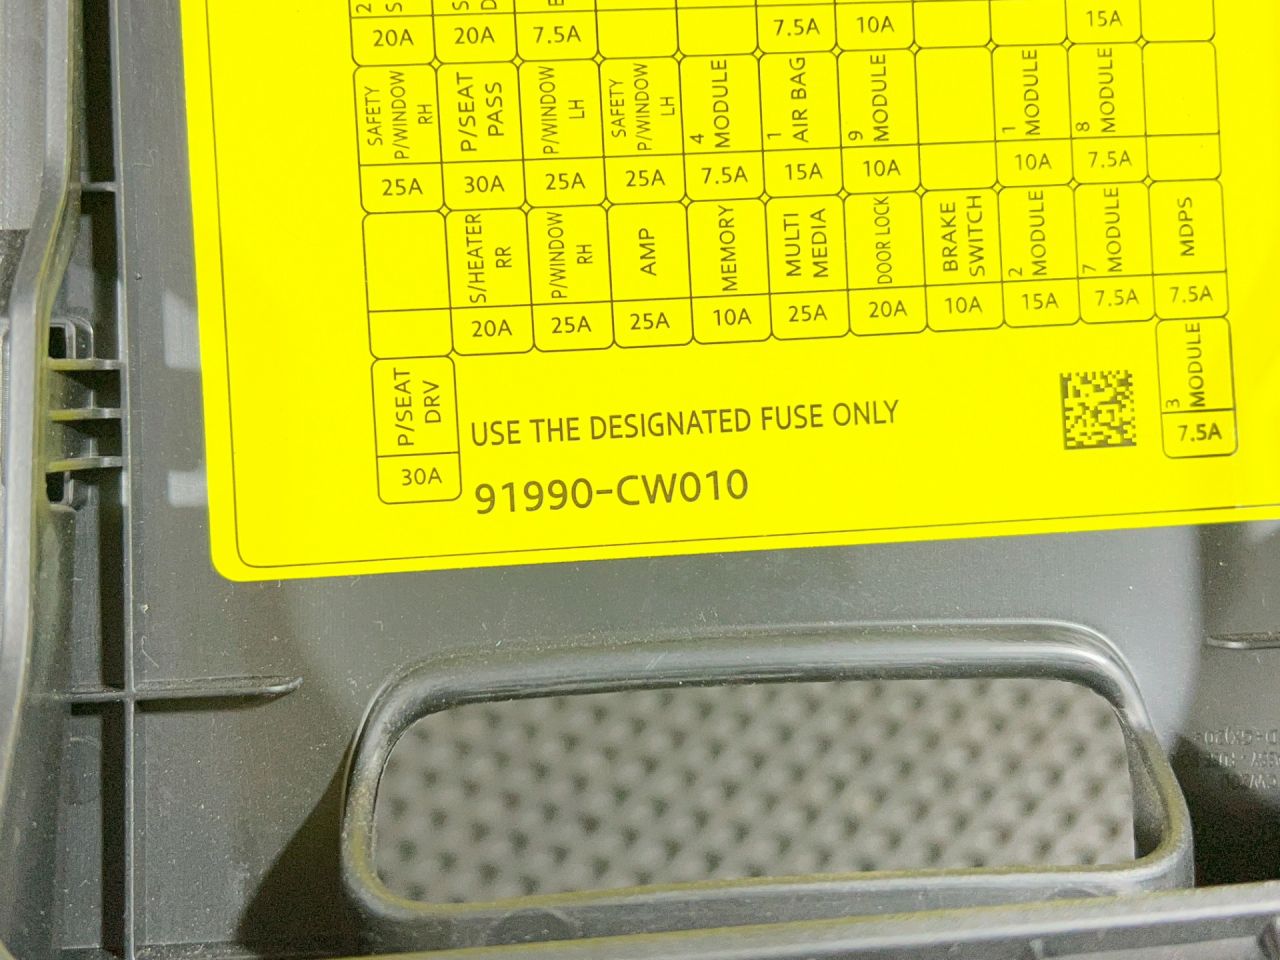 20A 20A 7.5A 7.5A 10A 15A
SAFETY P/WINDOW RH
P/SEAT PASS
P/WINDOW LH
SAFETY P/WINDOW LH
4 MODULE
1 AIR BAG
9 MODULE
1 MODULE
8 MODULE
25A 30A 25A 25A 7.5A 15A 10A 10A 7.5A
S/HEATER RR
P/WINDOW RH
AMP
MEMORY
MULTI MEDIA
DOOR LOCK
BRAKE SWITCH
2 MODULE
7 MODULE
MDPS
20A 25A 25A 10A 25A 20A 10A 15A 7.5A 7.5A
P/SEAT DRV
30A
3 MODULE
7.5A
USE THE DESIGNATED FUSE ONLY
91990-CW010